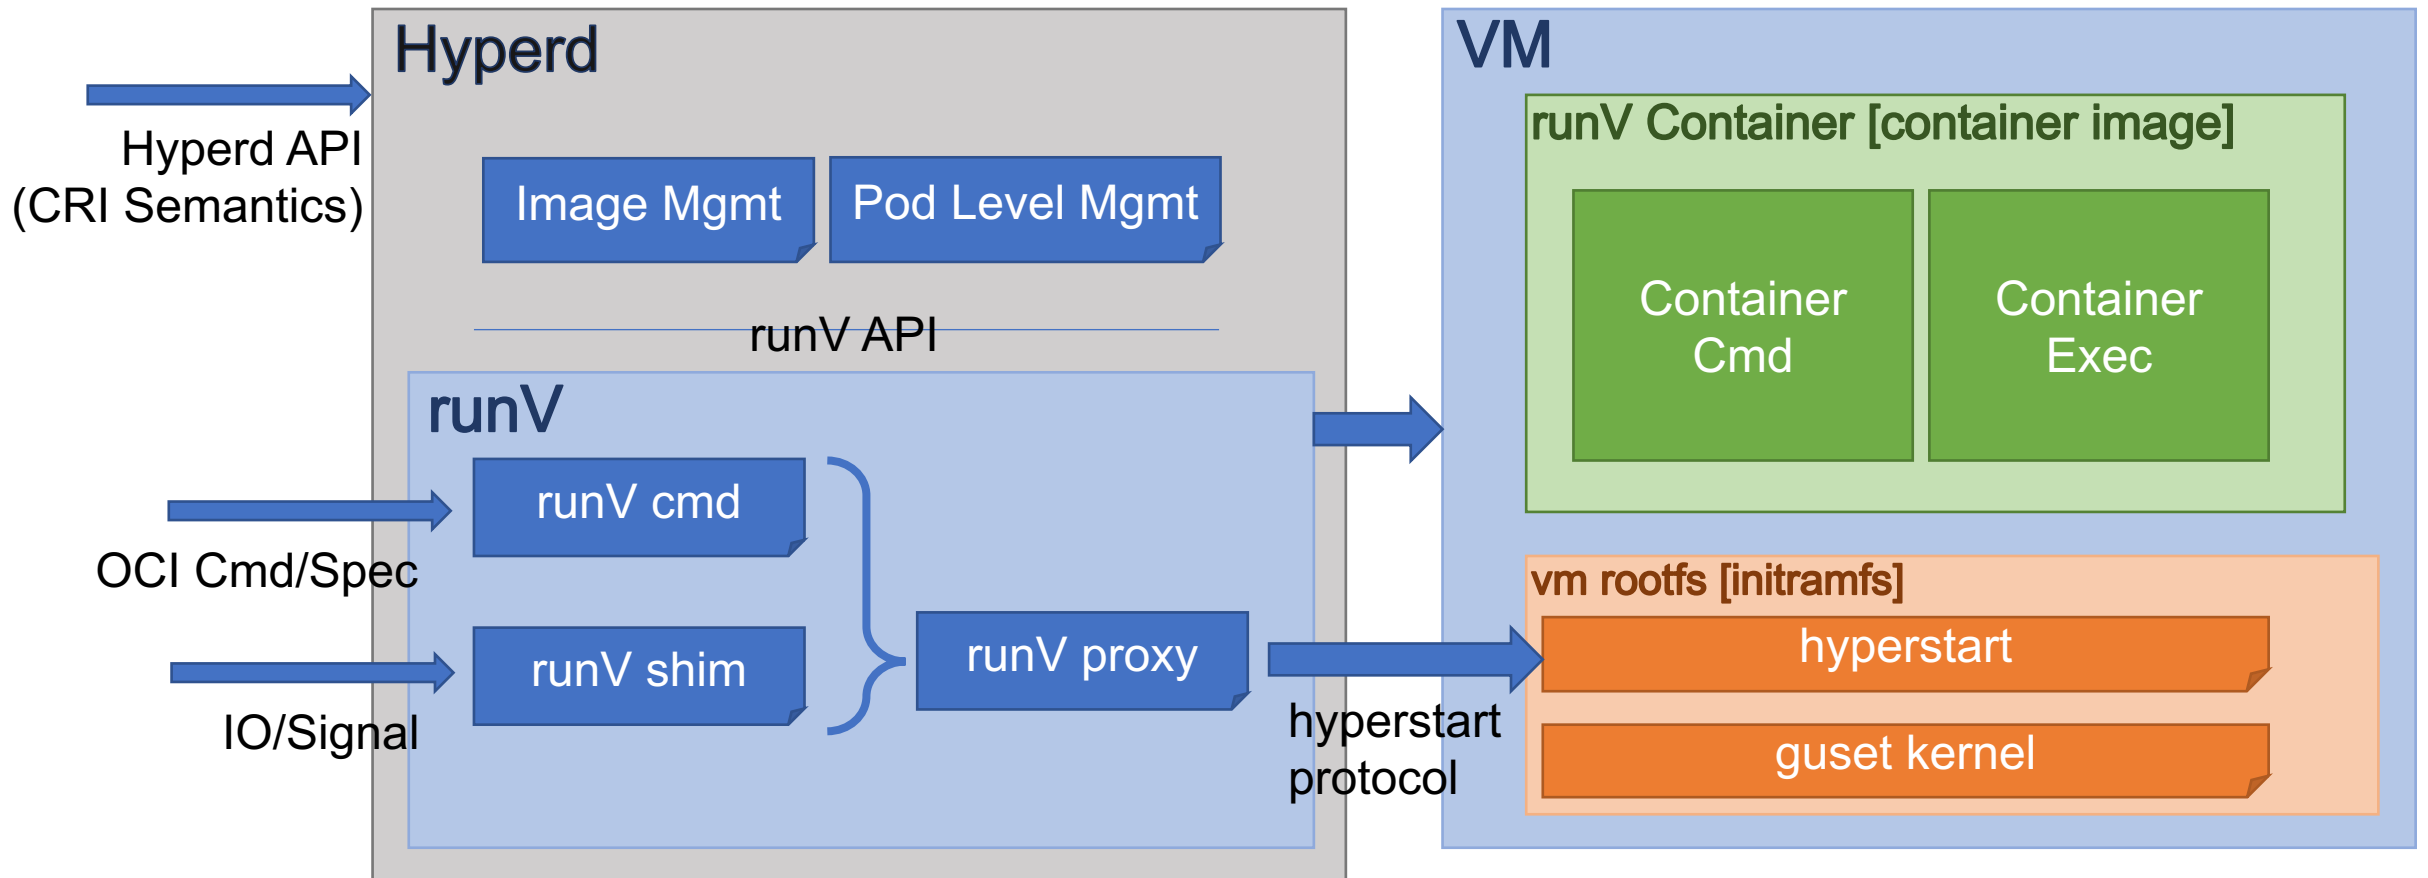 Hyperd
Hyperd API
(CRI Semantics)
Image Mgmt
Pod Level Mgmt
runV API
runV
runV cmd
OCI Cmd/Spec
runV shim
IO/Signal
runV proxy
hyperstart
protocol
VM
runV Container [container image]
Container
Cmd
Container
Exec
vm rootfs [initramfs]
hyperstart
guset kernel